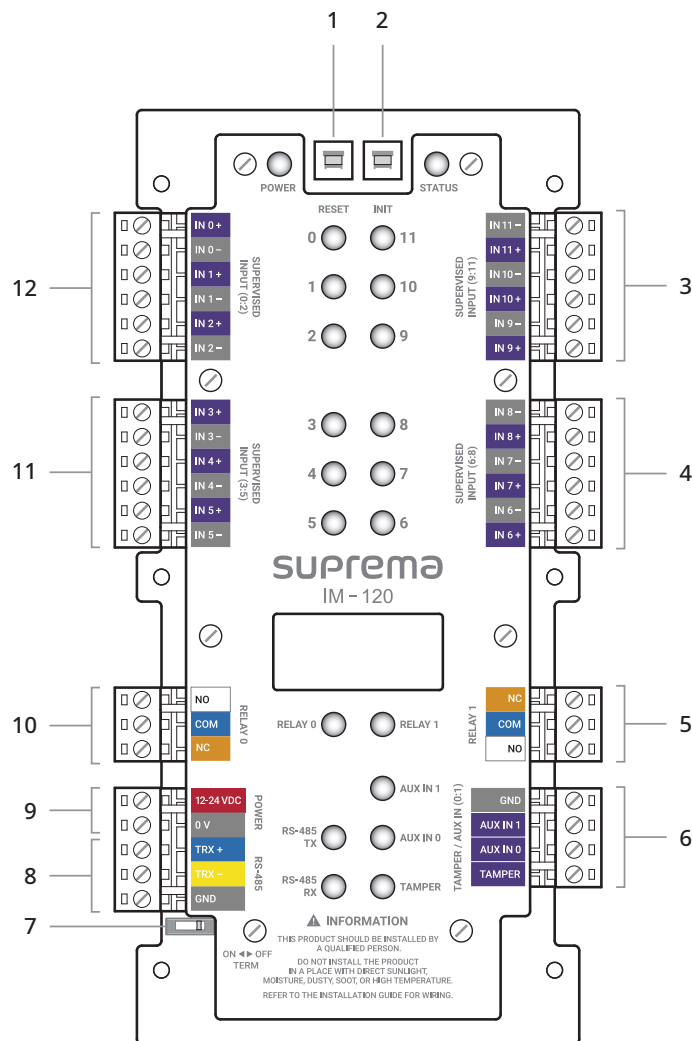 1 2
POWER
STATUS
RESET INIT
0 11
1 10
2 9
3 8
4 7
5 6
12
IN 0 +
IN 0 –
IN 1 +
IN 1 –
IN 2 +
IN 2 –
SUPERVISED
INPUT (0:2)
IN 11 –
IN 11 +
IN 10 –
IN 10 +
IN 9 –
IN 9 +
SUPERVISED
INPUT (9:11)
3
11
IN 3 +
IN 3 –
IN 4 +
IN 4 –
IN 5 +
IN 5 –
SUPERVISED
INPUT (3:5)
IN 8 –
IN 8 +
IN 7 –
IN 7 +
IN 6 –
IN 6 +
SUPERVISED
INPUT (6:8)
4
suprema
IM – 120
10
NO
COM
NC
RELAY 0
RELAY 0
RELAY 1
RELAY 1
NC
COM
NO
5
9
12-24 VDC
0 V
POWER
8
TRX +
TRX –
GND
RS-485
AUX IN 1
RS-485
TX
AUX IN 0
RS-485
RX
TAMPER
TAMPER / AUX IN (0:1)
GND
AUX IN 1
AUX IN 0
TAMPER
6
7
ON ◄► OFF
TERM
⚠ INFORMATION
THIS PRODUCT SHOULD BE INSTALLED BY
A QUALIFIED PERSON.
DO NOT INSTALL THE PRODUCT
IN A PLACE WITH DIRECT SUNLIGHT,
MOISTURE, DUSTY, SOOT, OR HIGH TEMPERATURE.
REFER TO THE INSTALLATION GUIDE FOR WIRING.